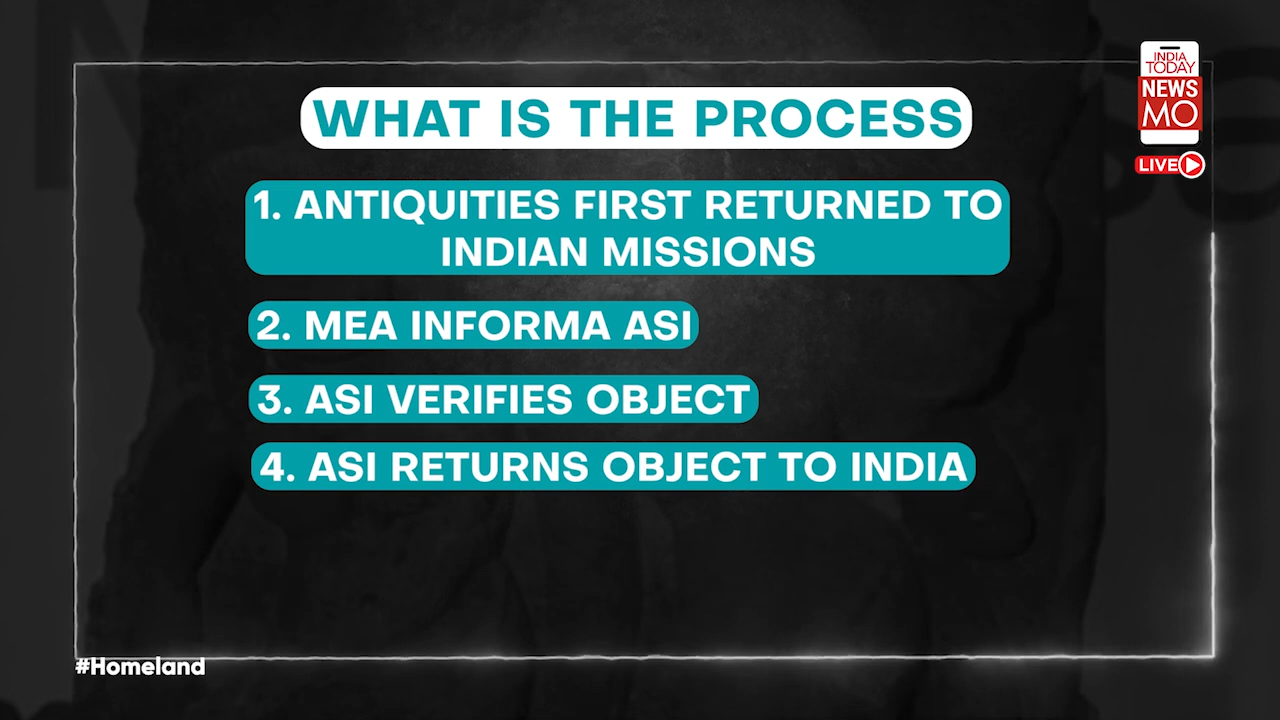 INDIA
TODAY
NEWS
MO
LIVE
WHAT IS THE PROCESS
1. ANTIQUITIES FIRST RETURNED TO
INDIAN MISSIONS
2. MEA INFORMA ASI
3. ASI VERIFIES OBJECT
4. ASI RETURNS OBJECT TO INDIA
#Homeland